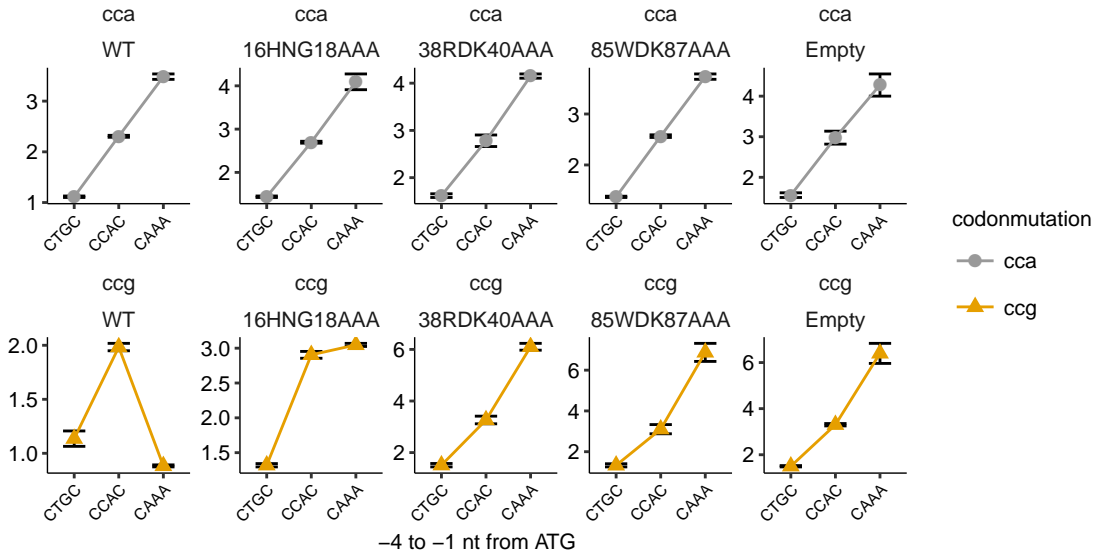 cca cca cca cca cca
WT 16HNG18AAA 38RDK40AAA 85WDK87AAA Empty
3 2 1
4 3 2
4 3 2
3 2
4 3 2
CTGC CCAC CAAA CTGC CCAC CAAA CTGC CCAC CAAA CTGC CCAC CAAA CTGC CCAC CAAA
ccg ccg ccg ccg ccg
WT 16HNG18AAA 38RDK40AAA 85WDK87AAA Empty
2.0 1.5 1.0
3.0 2.5 2.0 1.5
6 4 2
6 4 2
6 4 2
CTGC CCAC CAAA CTGC CCAC CAAA CTGC CCAC CAAA CTGC CCAC CAAA CTGC CCAC CAAA
−4 to −1 nt from ATG
codonmutation
cca
ccg